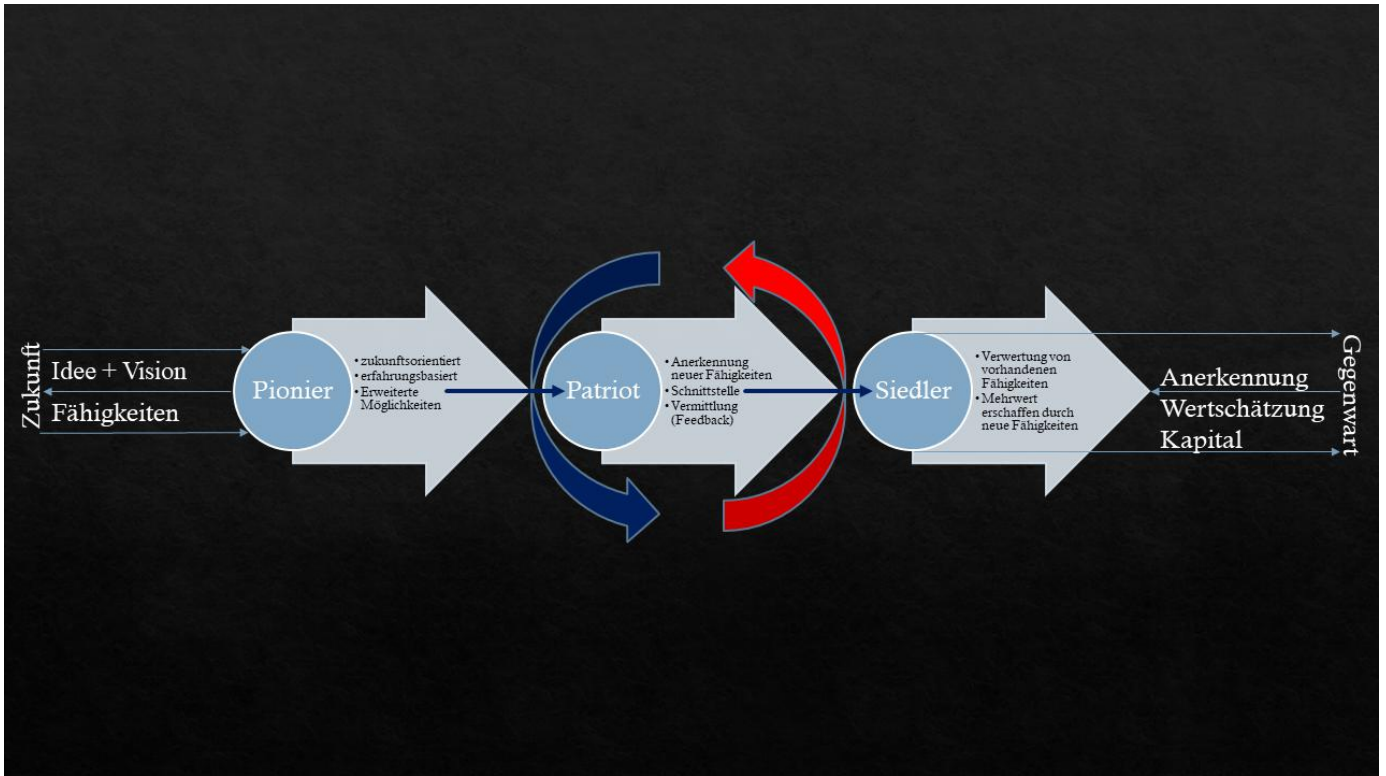 Zukunft
Idee + Vision
Fähigkeiten
Pionier
• zukunftsorientiert
• erfahrungsbasiert
• Erweiterte
Möglichkeiten
Patriot
• Anerkennung
neuer Fähigkeiten
• Schnittstelle
• Vermittlung
(Feedback)
Siedler
• Verwertung von
vorhandenen
Fähigkeiten
• Mehrwert
erschaffen durch
neue Fähigkeiten
Anerkennung
Wertschätzung
Kapital
Gegenwart